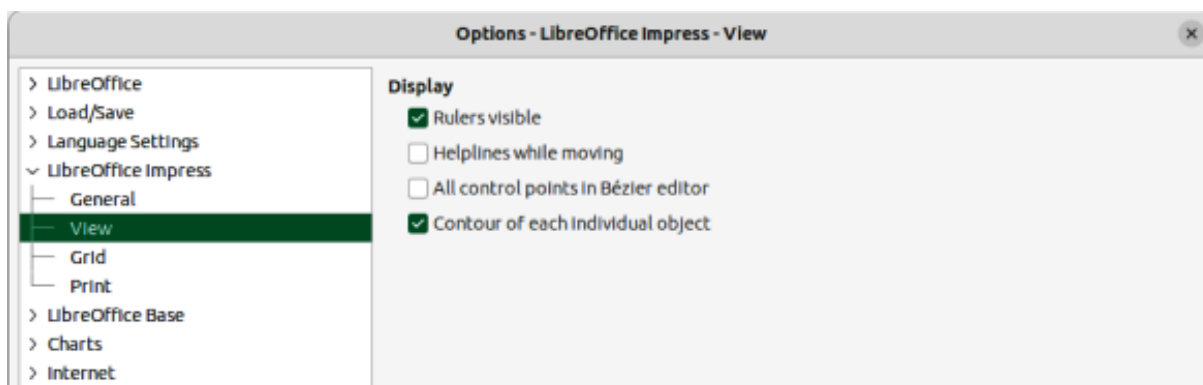 Options - LibreOffice Impress - View
LibreOffice
Load/Save
Language Settings
LibreOffice Impress
General
View
Grid
Print
LibreOffice Base
Charts
Internet
Display
Rulers visible
Helplines while moving
All control points in Bézier editor
Contour of each individual object